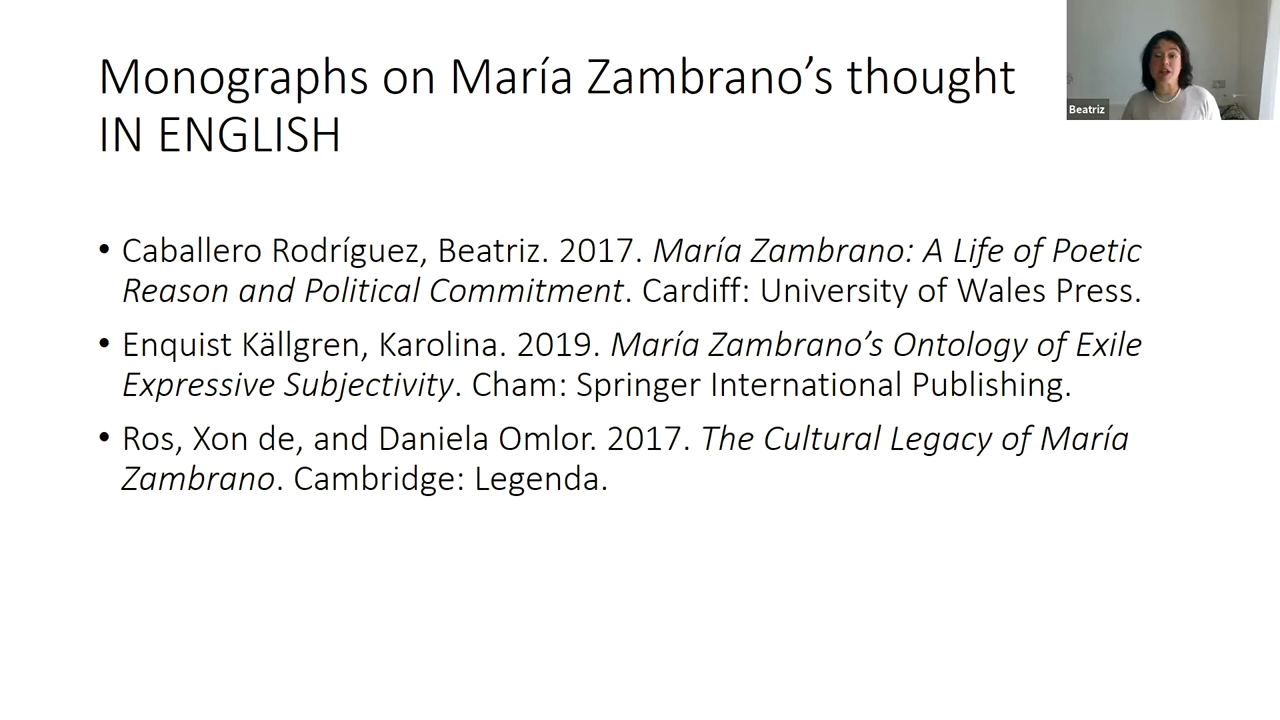 Monographs on María Zambrano’s thought
IN ENGLISH
Beatriz
• Caballero Rodríguez, Beatriz. 2017. María Zambrano: A Life of Poetic
Reason and Political Commitment. Cardiff: University of Wales Press.
• Enquist Källgren, Karolina. 2019. María Zambrano’s Ontology of Exile
Expressive Subjectivity. Cham: Springer International Publishing.
• Ros, Xon de, and Daniela Omlor. 2017. The Cultural Legacy of María
Zambrano. Cambridge: Legenda.